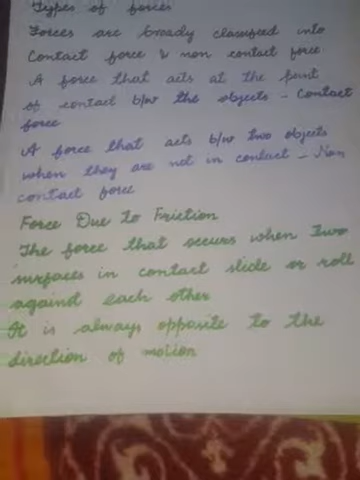 Types of forces
Forces are broadly classified into
Contact force & non contact force
A force that acts at the point
of contact b/w the objects - Contact
force
A force that acts b/w two objects
when they are not in contact - Non
contact force
Force Due to Friction
The force that occurs when two
surfaces in contact slide or roll
against each other
It is always opposite to the
direction of motion